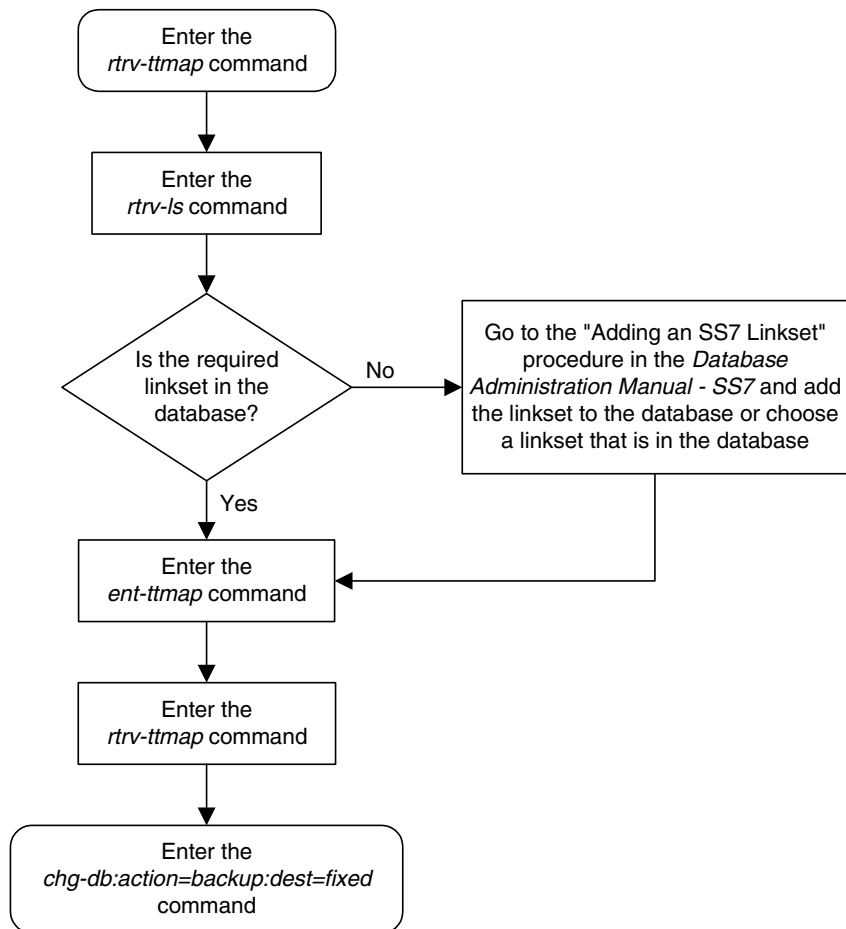 Enter the
rtrv-ttmap command
Enter the
rtrv-ls command
Is the required
linkset in the
database?
No
Go to the "Adding an SS7 Linkset"
procedure in the Database
Administration Manual - SS7 and add
the linkset to the database or choose
a linkset that is in the database
Yes
Enter the
ent-ttmap command
Enter the
rtrv-ttmap command
Enter the
chg-db:action=backup:dest=fixed
command